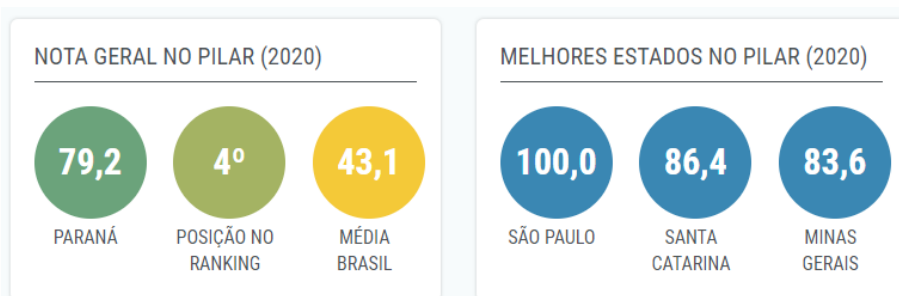 NOTA GERAL NO PILAR (2020)
79,2
4º
43,1
PARANÁ
POSIÇÃO NO
RANKING
MÉDIA
BRASIL
MELHORES ESTADOS NO PILAR (2020)
100,0
86,4
83,6
SÃO PAULO
SANTA
CATARINA
MINAS
GERAIS